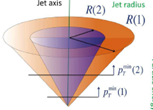 Jet axis
Jet radius
R(2)
R(1)
p_T^min(2)
p_T^min(1)